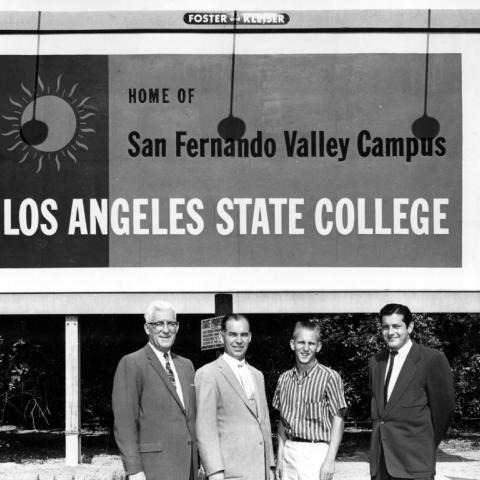 FOSTER and KLEISER
HOME OF
San Fernando Valley Campus
LOS ANGELES STATE COLLEGE